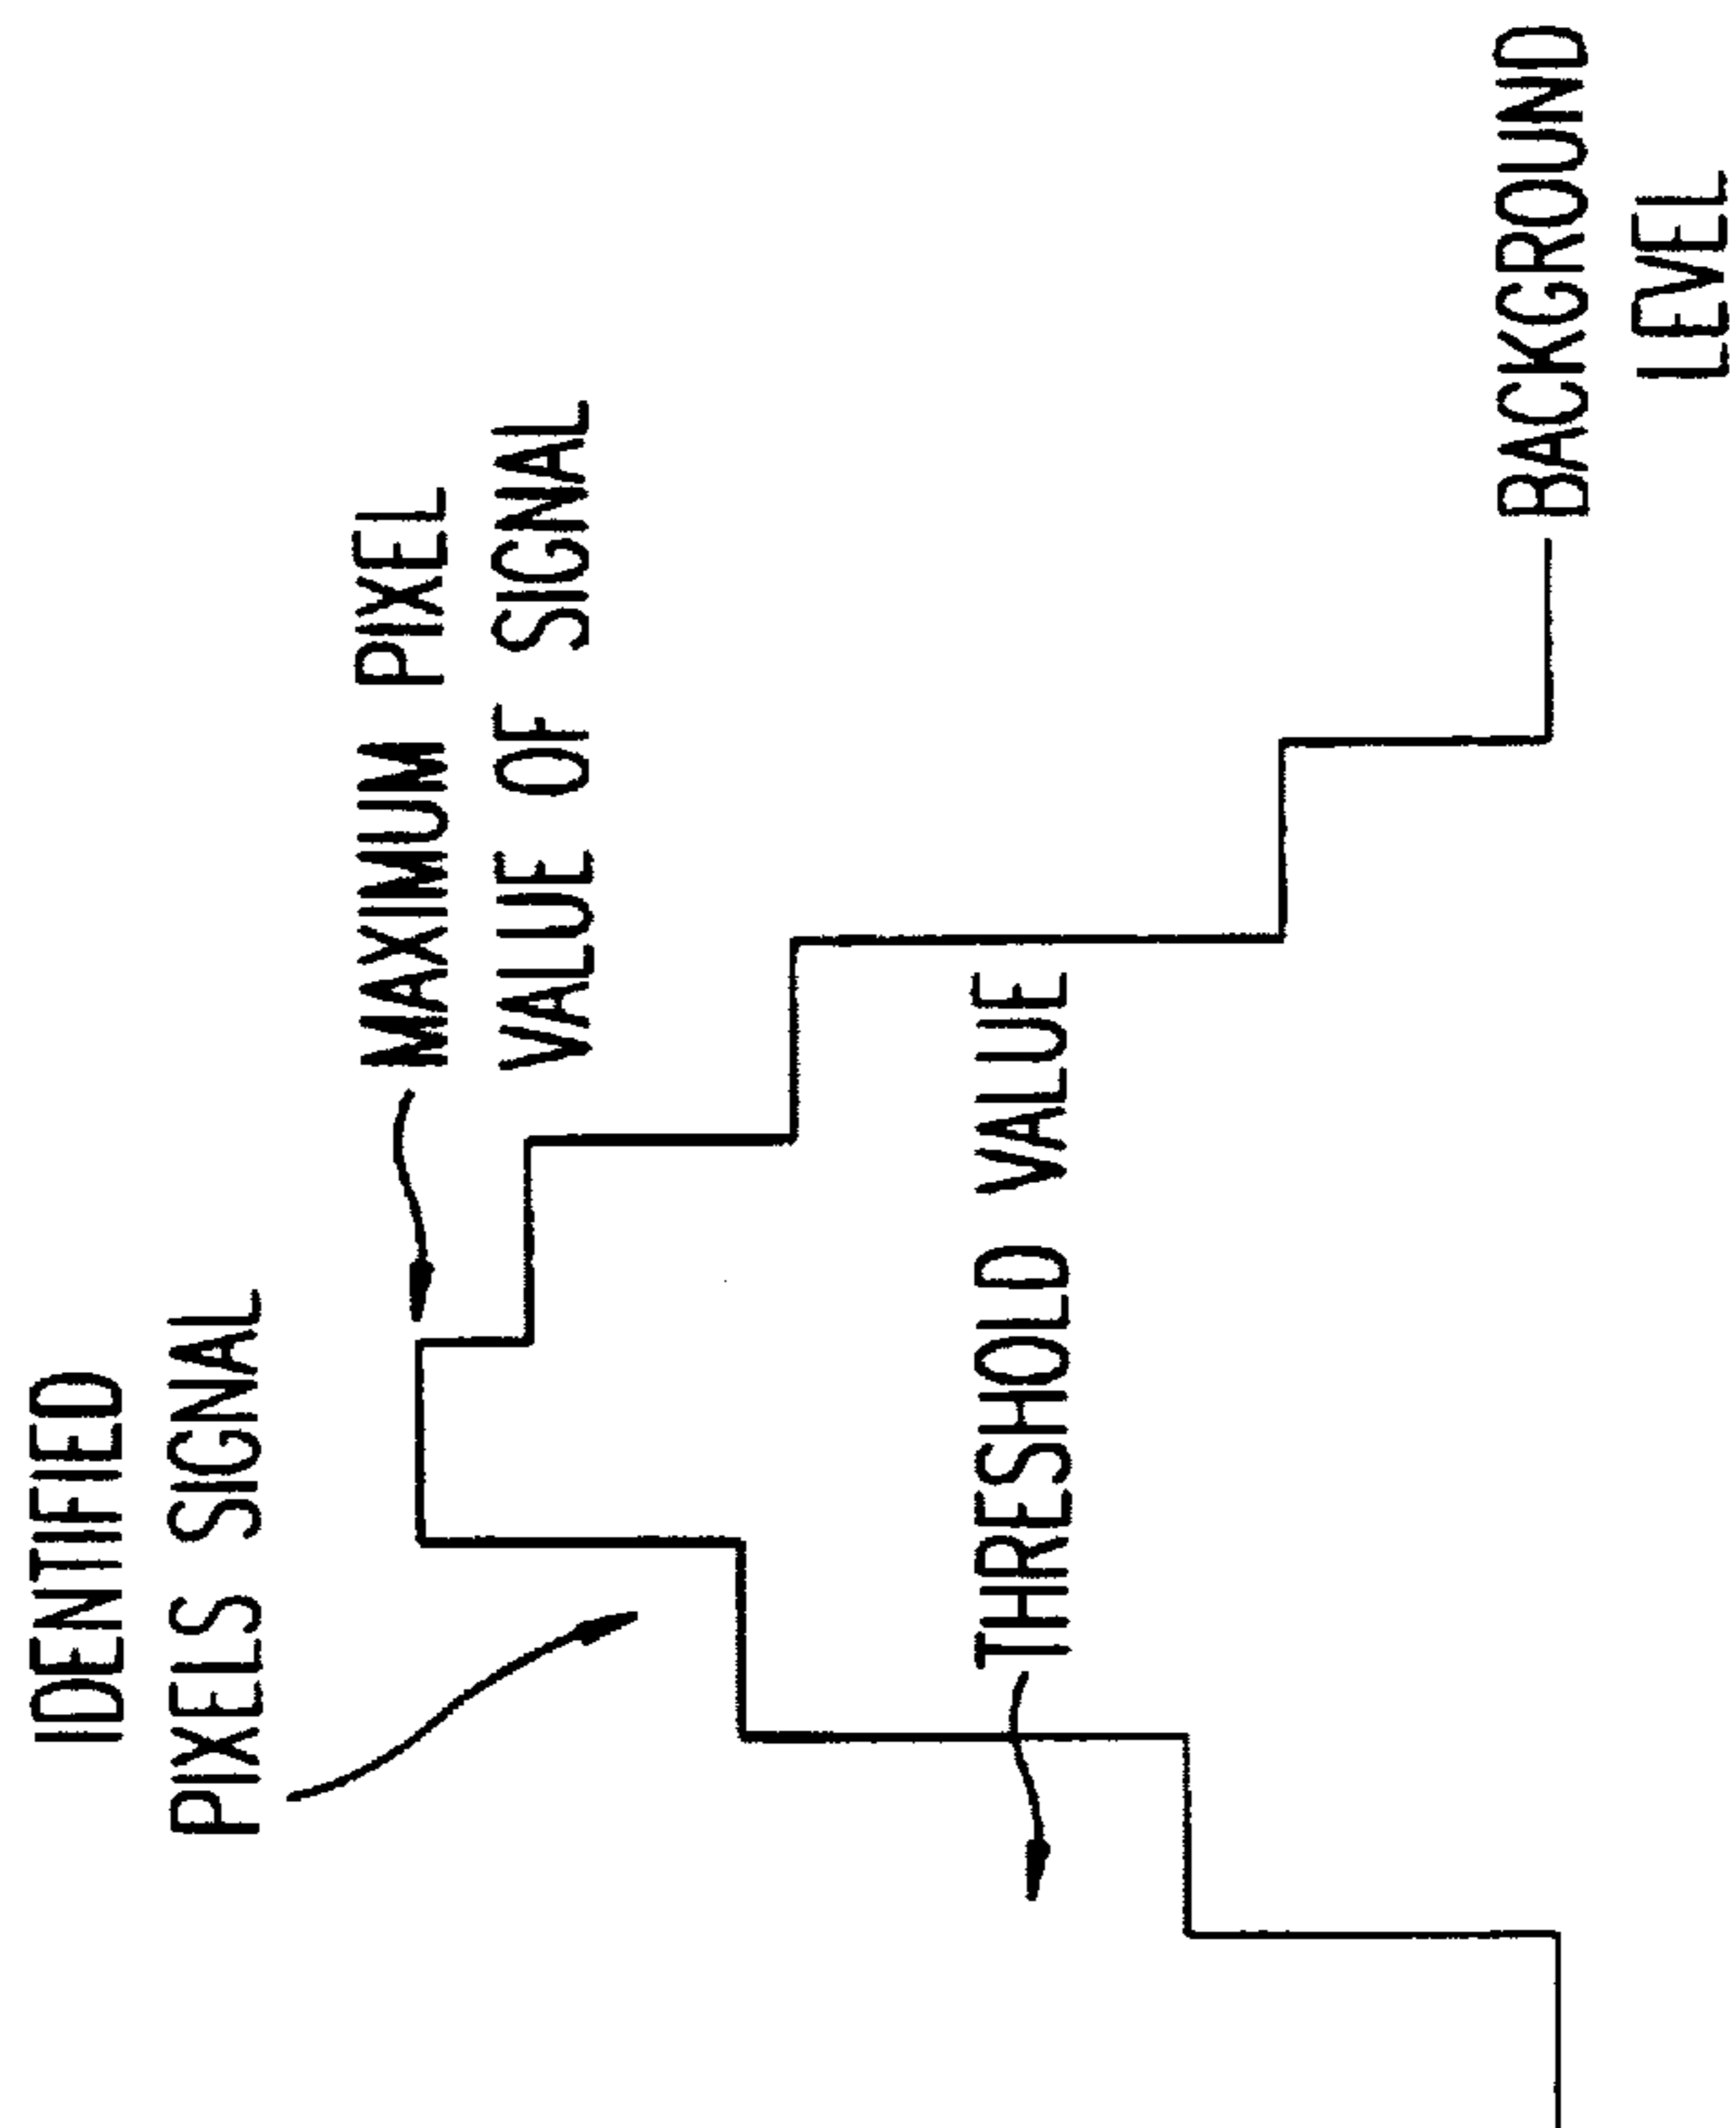 IDENTIFIED
PIXELS SIGNAL
MAXIMUM PIXEL
VALUE OF SIGNAL
THRESHOLD VALUE
BACKGROUND
LEVEL